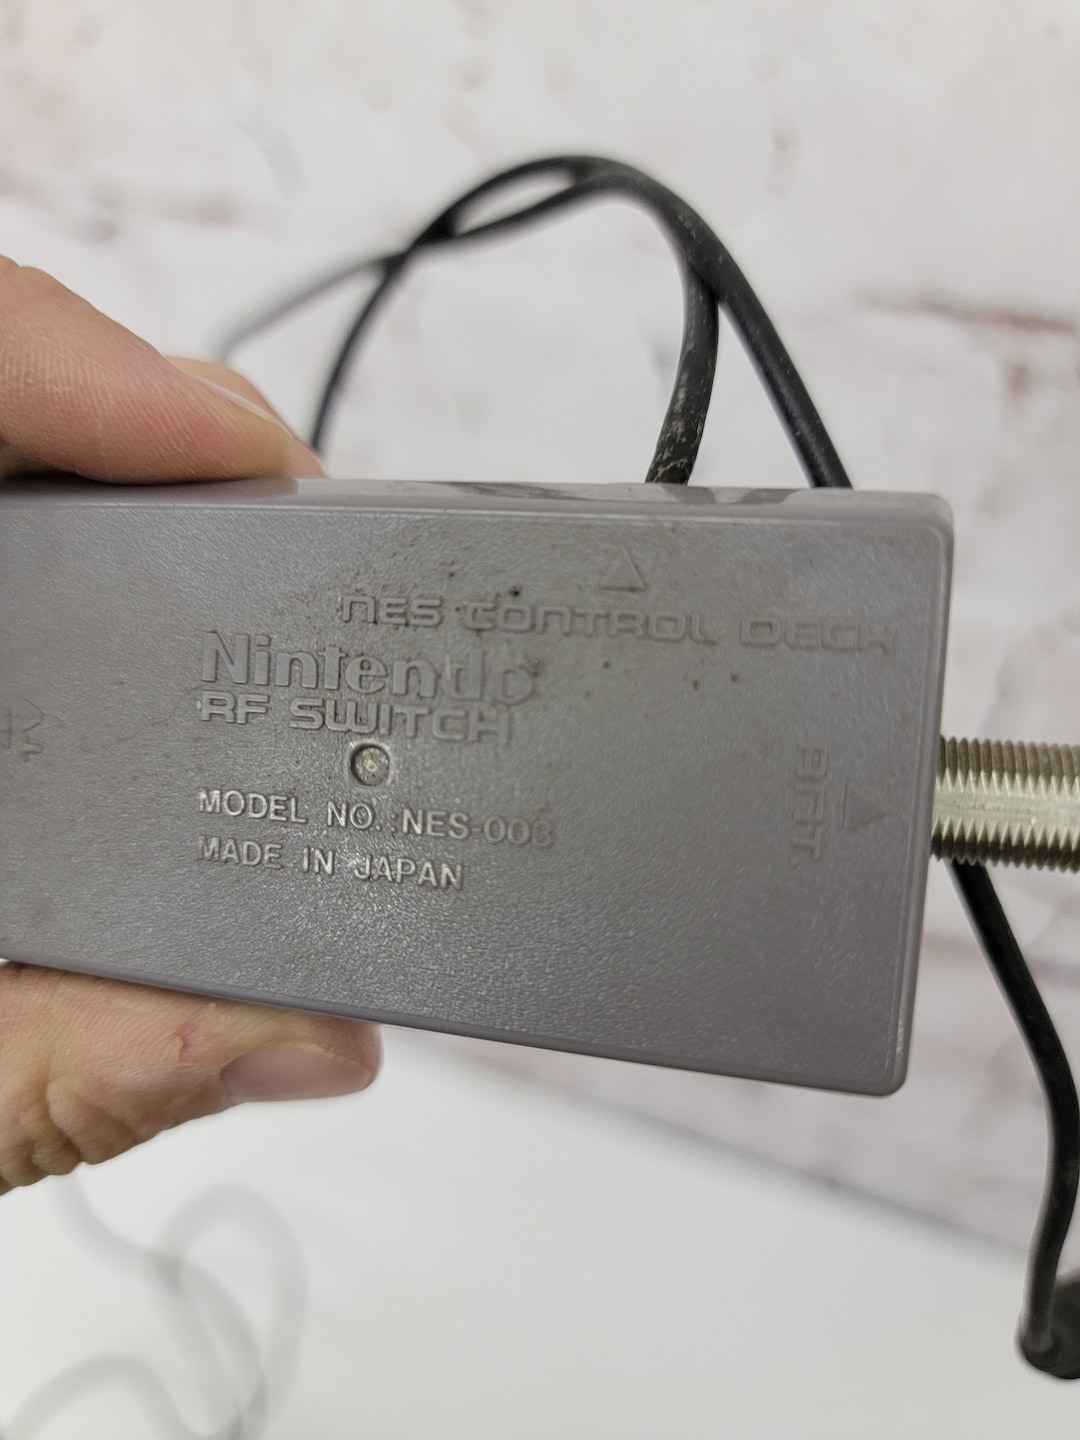 NES CONTROL DECK
Nintendo
RF SWITCH
MODEL NO.:NES-003
MADE IN JAPAN
ANT.